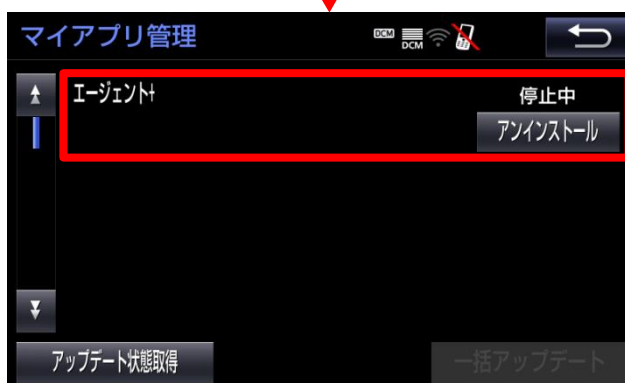 マイアプリ管理
DCM
DCM
エージェント+
停止中
アンインストール
アップデート状態取得
一括アップデート